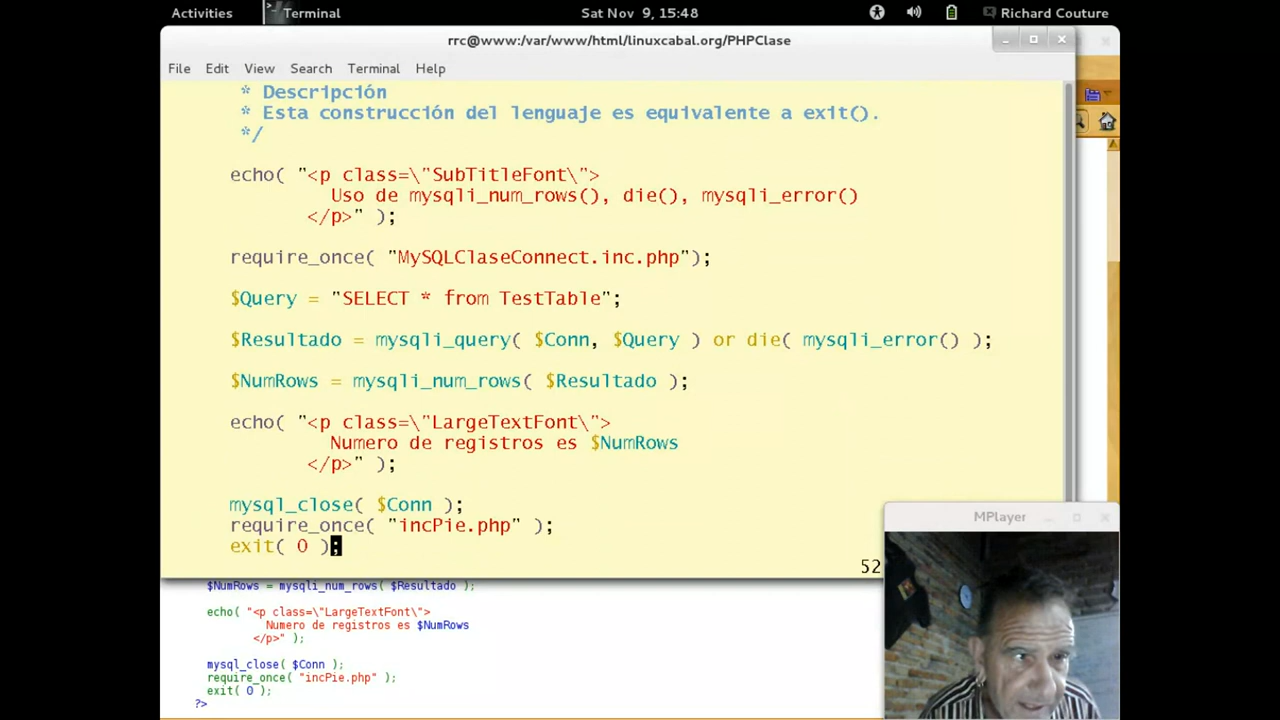 Activities
Terminal
Sat Nov 9, 15:48
Richard Couture
rrc@www:/var/www/html/linuxcabal.org/PHPClase
File Edit View Search Terminal Help
* Descripción
* Esta construcción del lenguaje es equivalente a exit().
*/
echo( "<p class=\"SubTitleFont\">
Uso de mysqli_num_rows(), die(), mysqli_error()
</p>" );
require_once( "MySQLClaseConnect.inc.php");
$Query = "SELECT * from TestTable";
$Resultado = mysqli_query( $Conn, $Query ) or die( mysqli_error() );
$NumRows = mysqli_num_rows( $Resultado );
echo( "<p class=\"LargeTextFont\">
Numero de registros es $NumRows
</p>" );
mysql_close( $Conn );
require_once( "incPie.php" );
exit( 0 );
52
MPlayer
$NumRows = mysqli_num_rows( $Resultado );
echo( "<p class=\"LargeTextFont\">
Numero de registros es $NumRows
</p>" );
mysql_close( $Conn );
require_once( "incPie.php" );
exit( 0 );
?>